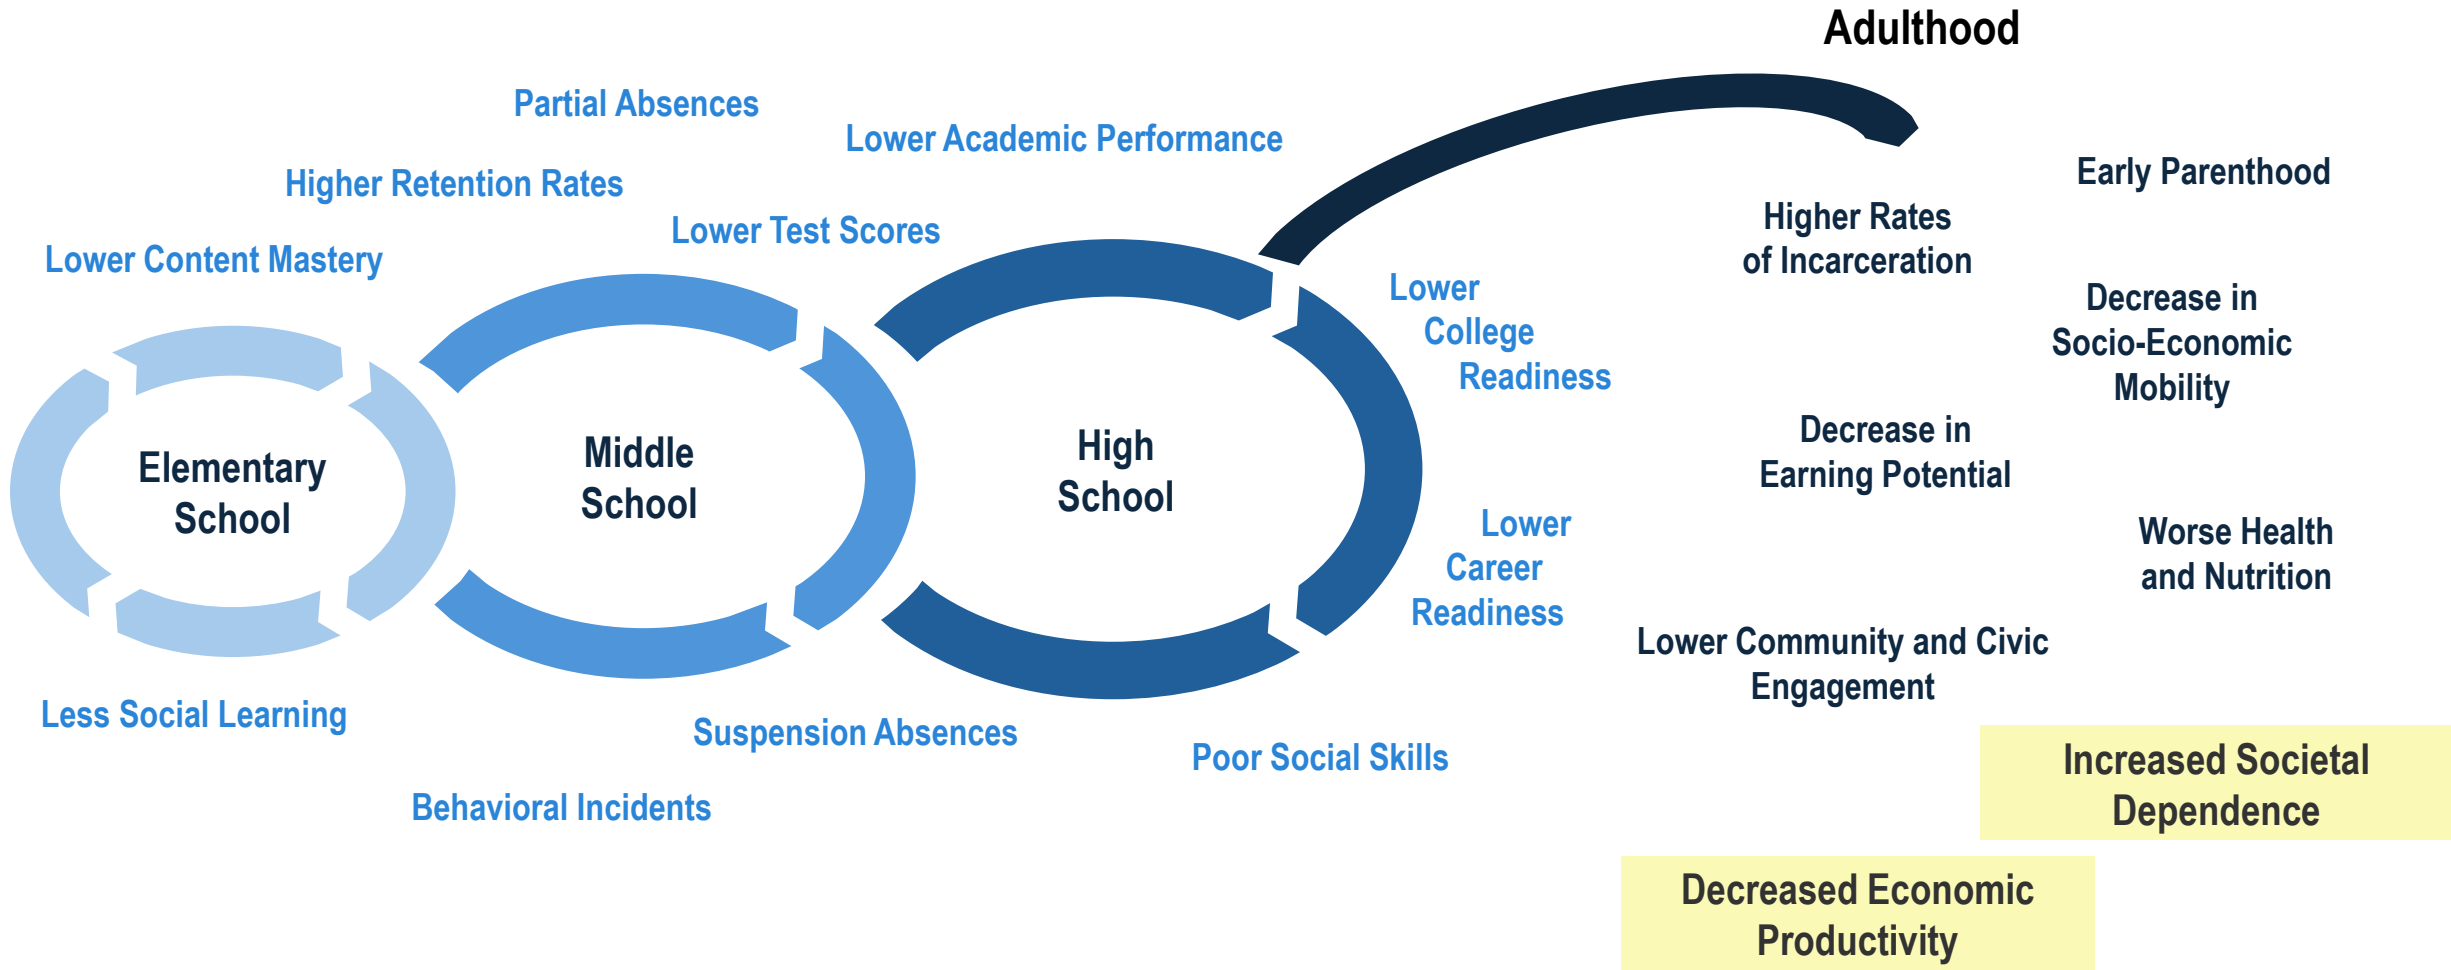 Adulthood
Partial Absences
Lower Academic Performance
Higher Retention Rates
Lower Test Scores
Lower Content Mastery
Elementary
School
Less Social Learning
Middle
School
Behavioral Incidents
Suspension Absences
High
School
Poor Social Skills
Lower
College
Readiness
Lower
Career
Readiness
Early Parenthood
Higher Rates
of Incarceration
Decrease in
Socio-Economic
Mobility
Decrease in
Earning Potential
Worse Health
and Nutrition
Lower Community and Civic
Engagement
Increased Societal
Dependence
Decreased Economic
Productivity